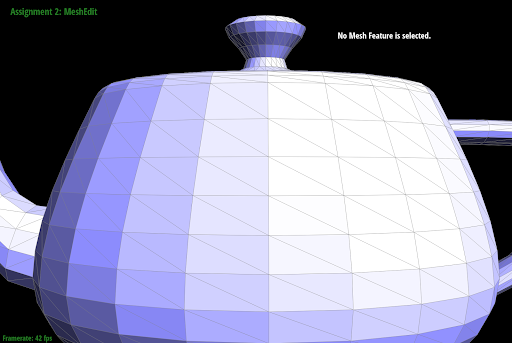 Assignment 2: MeshEdit
No Mesh Feature is selected.
Framerate: 42 fps